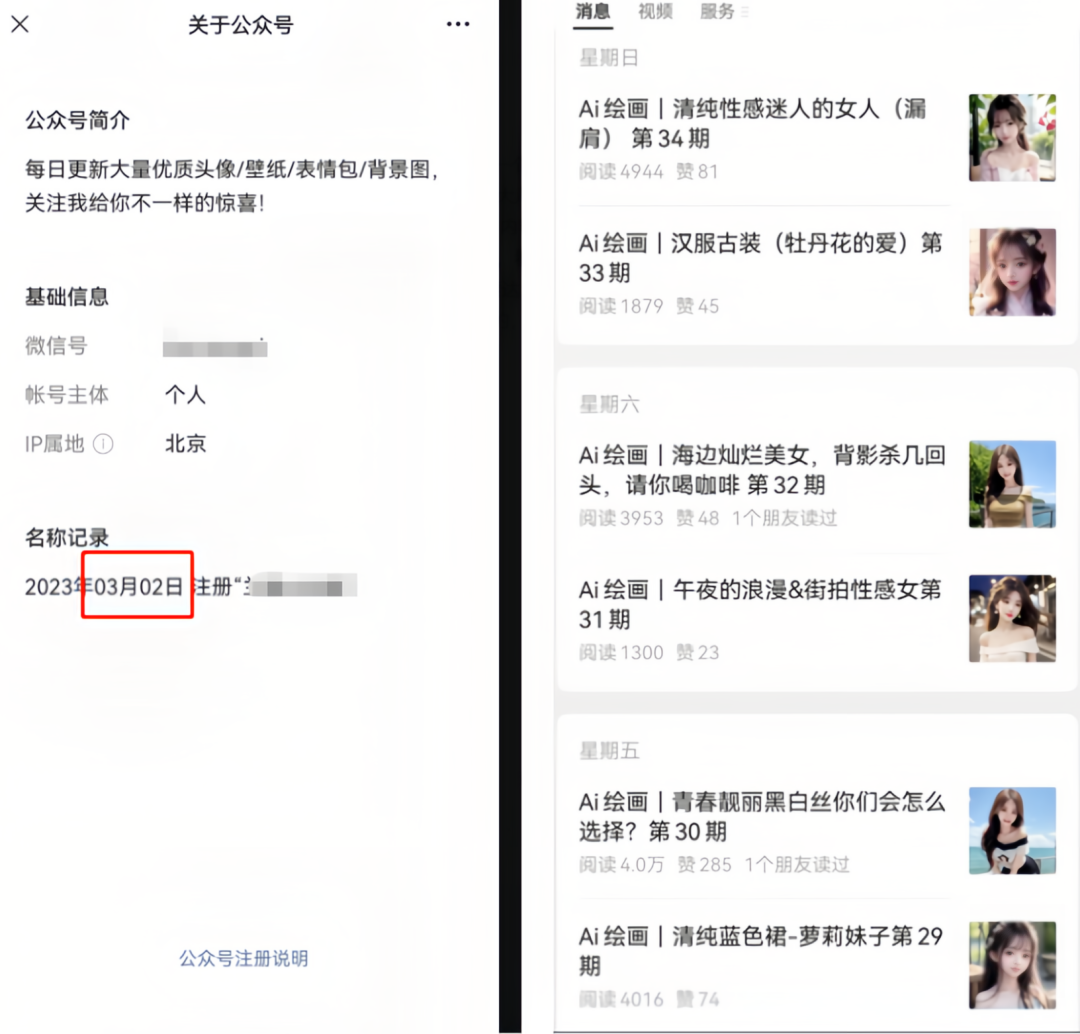 关于公众号
公众号简介
每日更新大量优质头像/壁纸/表情包/背景图,
关注我给你不一样的惊喜!
基础信息
微信号
帐号主体 个人
IP属地 北京
名称记录
2023年03月02日 注册“
公众号注册说明
消息 视频 服务
星期日
Ai 绘画丨清纯性感迷人的女人（漏
肩） 第 34 期
阅读 4944 赞 81
Ai 绘画丨汉服古装（牡丹花的爱）第
33 期
阅读 1879 赞 45
星期六
Ai 绘画丨海边灿烂美女，背影杀几回
头，请你喝咖啡 第 32 期
阅读 3953 赞 48 1个朋友读过
Ai 绘画丨午夜的浪漫&街拍性感女第
31 期
阅读 1300 赞 23
星期五
Ai 绘画丨青春靓丽黑白丝你们会怎么
选择？第 30 期
阅读 4.0万 赞 285 1个朋友读过
Ai 绘画丨清纯蓝色裙-萝莉妹子第 29
期
阅读 4016 赞 74